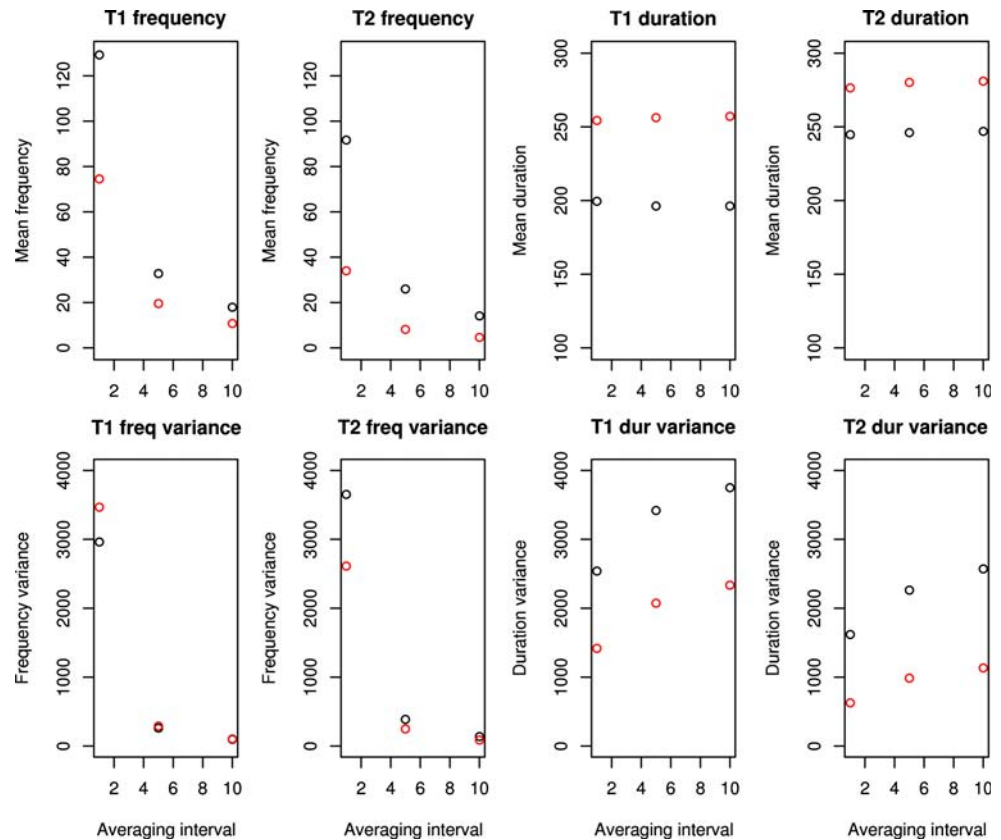 T1 frequency
Mean frequency
0 20 40 60 80 100 120
2 4 6 8 10
T2 frequency
Mean frequency
0 20 40 60 80 100 120
2 4 6 8 10
T1 duration
Mean duration
100 150 200 250 300
2 4 6 8 10
T2 duration
Mean duration
100 150 200 250 300
2 4 6 8 10
T1 freq variance
Frequency variance
0 1000 2000 3000 4000
2 4 6 8 10
Averaging interval
T2 freq variance
Frequency variance
0 1000 2000 3000 4000
2 4 6 8 10
Averaging interval
T1 dur variance
Duration variance
0 1000 2000 3000 4000
2 4 6 8 10
Averaging interval
T2 dur variance
Duration variance
0 1000 2000 3000 4000
2 4 6 8 10
Averaging interval